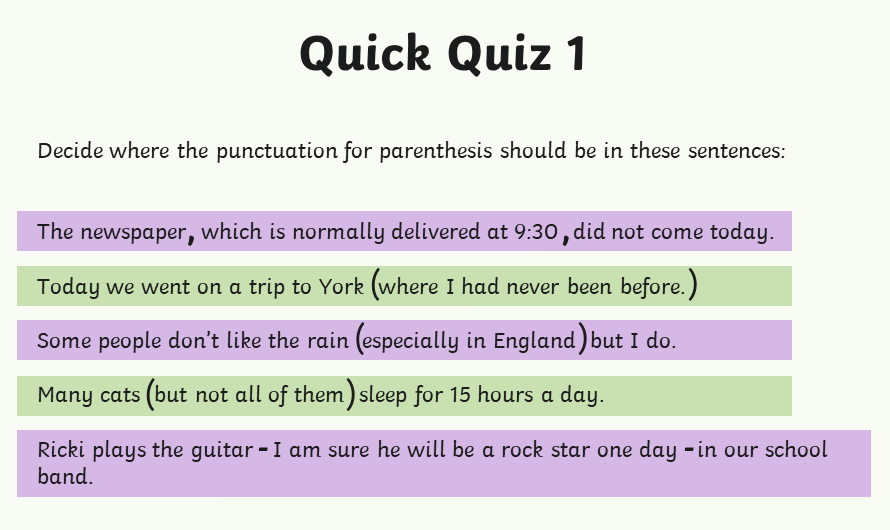 Quick Quiz 1
Decide where the punctuation for parenthesis should be in these sentences:
The newspaper, which is normally delivered at 9:30, did not come today.
Today we went on a trip to York (where I had never been before.)
Some people don't like the rain (especially in England) but I do.
Many cats (but not all of them) sleep for 15 hours a day.
Ricki plays the guitar - I am sure he will be a rock star one day - in our school
band.